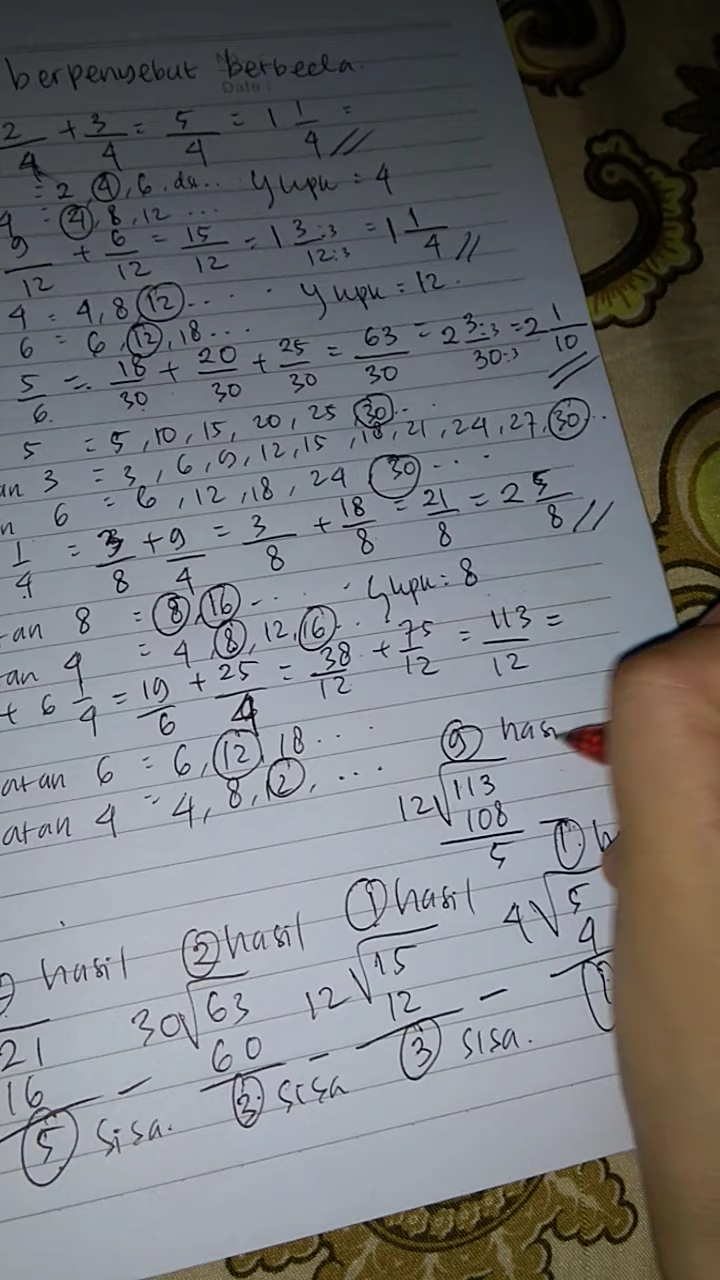 berpenyebut Berbeda.
2/4 + 3/4 = 5/4 = 1 1/4 =
= 2, 4, 6, ds... yupu = 4
4 = 4, 8, 12 ...
9/12 + 6/12 = 15/12 = 1 3:3/12:3 = 1 1/4
4 = 4, 8, 12 .... yupu = 12.
6 = 6, 12, 18 ...
5/6 = 18/30 + 20/30 + 25/30 = 63/30 = 2 3:3/30:3 = 2 1/10
5 = 5, 10, 15, 20, 25, 30...
an 3 = 3, 6, 9, 12, 15, 18, 21, 24, 27, 30..
n 6 = 6, 12, 18, 24, 30 ...
1/4 = 3/8 + 9/4 = 3/8 + 18/8 = 21/8 = 2 5/8
an 8 = 8, 16 .... yupu = 8
an 4 = 4, 8, 12, 16...
+ 6 1/4 = 19/6 + 25/4 = 38/12 + 75/12 = 113/12 =
atan 6 = 6, 12, 18 ...
atan 4 = 4, 8, 12, ...
9 hasi
12√113
108
5
1 h
4√5
4
1
1 hasil
12√15
12 -
3 sisa.
2 hasil
30√63
60 -
3 sisa
hasil
21
16 -
5 sisa.